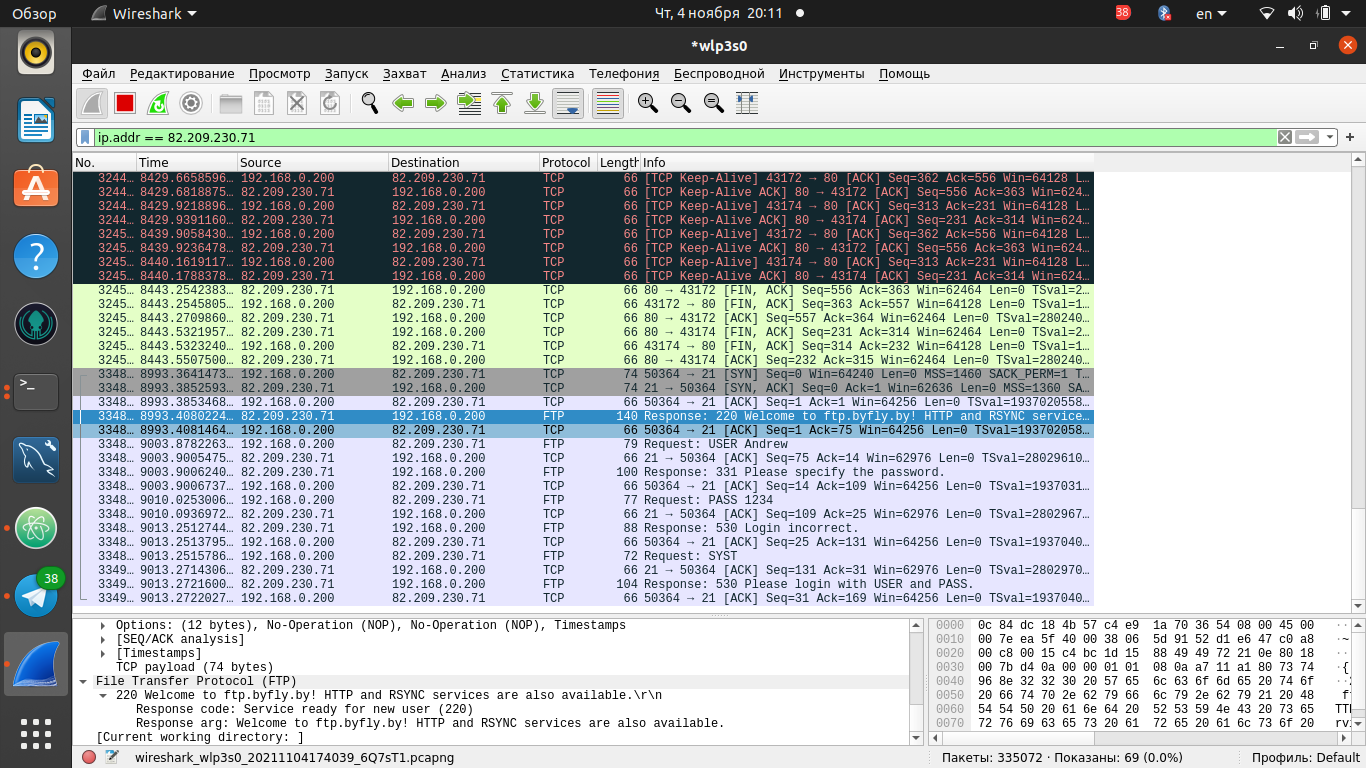 Обзор Wireshark Чт, 4 ноября 20:11 38 en
*wlp3s0
Файл Редактирование Просмотр Запуск Захват Анализ Статистика Телефония Беспроводной Инструменты Помощь
ip.addr == 82.209.230.71
No. Time Source Destination Protocol Length Info
3244… 8429.6658596… 192.168.0.200 82.209.230.71 TCP 66 [TCP Keep-Alive] 43172 → 80 [ACK] Seq=362 Ack=556 Win=64128 L…
3244… 8429.6818875… 82.209.230.71 192.168.0.200 TCP 66 [TCP Keep-Alive ACK] 80 → 43172 [ACK] Seq=556 Ack=363 Win=624…
3244… 8429.9218896… 192.168.0.200 82.209.230.71 TCP 66 [TCP Keep-Alive] 43174 → 80 [ACK] Seq=313 Ack=231 Win=64128 L…
3244… 8429.9391160… 82.209.230.71 192.168.0.200 TCP 66 [TCP Keep-Alive ACK] 80 → 43174 [ACK] Seq=231 Ack=314 Win=624…
3245… 8439.9058430… 192.168.0.200 82.209.230.71 TCP 66 [TCP Keep-Alive] 43172 → 80 [ACK] Seq=362 Ack=556 Win=64128 L…
3245… 8439.9236478… 82.209.230.71 192.168.0.200 TCP 66 [TCP Keep-Alive ACK] 80 → 43172 [ACK] Seq=556 Ack=363 Win=624…
3245… 8440.1619117… 192.168.0.200 82.209.230.71 TCP 66 [TCP Keep-Alive] 43174 → 80 [ACK] Seq=313 Ack=231 Win=64128 L…
3245… 8440.1788378… 82.209.230.71 192.168.0.200 TCP 66 [TCP Keep-Alive ACK] 80 → 43174 [ACK] Seq=231 Ack=314 Win=624…
3245… 8443.2542383… 82.209.230.71 192.168.0.200 TCP 66 80 → 43172 [FIN, ACK] Seq=556 Ack=363 Win=62464 Len=0 TSval=2…
3245… 8443.2545805… 192.168.0.200 82.209.230.71 TCP 66 43172 → 80 [FIN, ACK] Seq=363 Ack=557 Win=64128 Len=0 TSval=1…
3245… 8443.2709860… 82.209.230.71 192.168.0.200 TCP 66 80 → 43172 [ACK] Seq=557 Ack=364 Win=62464 Len=0 TSval=280240…
3245… 8443.5321957… 82.209.230.71 192.168.0.200 TCP 66 80 → 43174 [FIN, ACK] Seq=231 Ack=314 Win=62464 Len=0 TSval=2…
3245… 8443.5323240… 192.168.0.200 82.209.230.71 TCP 66 43174 → 80 [FIN, ACK] Seq=314 Ack=232 Win=64128 Len=0 TSval=1…
3245… 8443.5507500… 82.209.230.71 192.168.0.200 TCP 66 80 → 43174 [ACK] Seq=232 Ack=315 Win=62464 Len=0 TSval=280240…
3348… 8993.3641473… 192.168.0.200 82.209.230.71 TCP 74 50364 → 21 [SYN] Seq=0 Win=64240 Len=0 MSS=1460 SACK_PERM=1 T…
3348… 8993.3852593… 82.209.230.71 192.168.0.200 TCP 74 21 → 50364 [SYN, ACK] Seq=0 Ack=1 Win=62636 Len=0 MSS=1360 SA…
3348… 8993.3853468… 192.168.0.200 82.209.230.71 TCP 66 50364 → 21 [ACK] Seq=1 Ack=1 Win=64256 Len=0 TSval=1937020558…
3348… 8993.4080224… 82.209.230.71 192.168.0.200 FTP 140 Response: 220 Welcome to ftp.byfly.by! HTTP and RSYNC service…
3348… 8993.4081464… 192.168.0.200 82.209.230.71 TCP 66 50364 → 21 [ACK] Seq=1 Ack=75 Win=64256 Len=0 TSval=193702058…
3348… 9003.8782263… 192.168.0.200 82.209.230.71 FTP 79 Request: USER Andrew
3348… 9003.9005475… 82.209.230.71 192.168.0.200 TCP 66 21 → 50364 [ACK] Seq=75 Ack=14 Win=62976 Len=0 TSval=28029610…
3348… 9003.9006240… 82.209.230.71 192.168.0.200 FTP 100 Response: 331 Please specify the password.
3348… 9003.9006737… 192.168.0.200 82.209.230.71 TCP 66 50364 → 21 [ACK] Seq=14 Ack=109 Win=64256 Len=0 TSval=1937031…
3348… 9010.0253006… 192.168.0.200 82.209.230.71 FTP 77 Request: PASS 1234
3348… 9010.0936972… 82.209.230.71 192.168.0.200 TCP 66 21 → 50364 [ACK] Seq=109 Ack=25 Win=62976 Len=0 TSval=2802967…
3348… 9013.2512744… 82.209.230.71 192.168.0.200 FTP 88 Response: 530 Login incorrect.
3348… 9013.2513795… 192.168.0.200 82.209.230.71 TCP 66 50364 → 21 [ACK] Seq=25 Ack=131 Win=64256 Len=0 TSval=1937040…
3348… 9013.2515786… 192.168.0.200 82.209.230.71 FTP 72 Request: SYST
3349… 9013.2714306… 82.209.230.71 192.168.0.200 TCP 66 21 → 50364 [ACK] Seq=131 Ack=31 Win=62976 Len=0 TSval=2802970…
3349… 9013.2721600… 82.209.230.71 192.168.0.200 FTP 104 Response: 530 Please login with USER and PASS.
3349… 9013.2722027… 192.168.0.200 82.209.230.71 TCP 66 50364 → 21 [ACK] Seq=31 Ack=169 Win=64256 Len=0 TSval=1937040…
38
Options: (12 bytes), No-Operation (NOP), No-Operation (NOP), Timestamps
[SEQ/ACK analysis]
[Timestamps]
TCP payload (74 bytes)
File Transfer Protocol (FTP)
220 Welcome to ftp.byfly.by! HTTP and RSYNC services are also available.\r\n
Response code: Service ready for new user (220)
Response arg: Welcome to ftp.byfly.by! HTTP and RSYNC services are also available.
[Current working directory: ]
0000 0c 84 dc 18 4b 57 c4 e9 1a 70 36 54 08 00 45 00 ··
0010 00 7e ea 5f 40 00 38 06 5d 91 52 d1 e6 47 c0 a8 ·~
0020 00 c8 00 15 c4 bc 1d 15 88 49 49 72 21 0e 80 18 ··
0030 00 7b d4 0a 00 00 01 01 08 0a a7 11 a1 80 73 74 ·{
0040 96 8e 32 32 30 20 57 65 6c 63 6f 6d 65 20 74 6f
0050 20 66 74 70 2e 62 79 66 6c 79 2e 62 79 21 20 48
0060 54 54 50 20 61 6e 64 20 52 53 59 4e 43 20 73 65
0070 72 76 69 63 65 73 20 61 72 65 20 61 6c 73 6f 20
wireshark_wlp3s0_20211104174039_6Q7sT1.pcapng Пакеты: 335072 · Показаны: 69 (0.0%) Профиль: Default